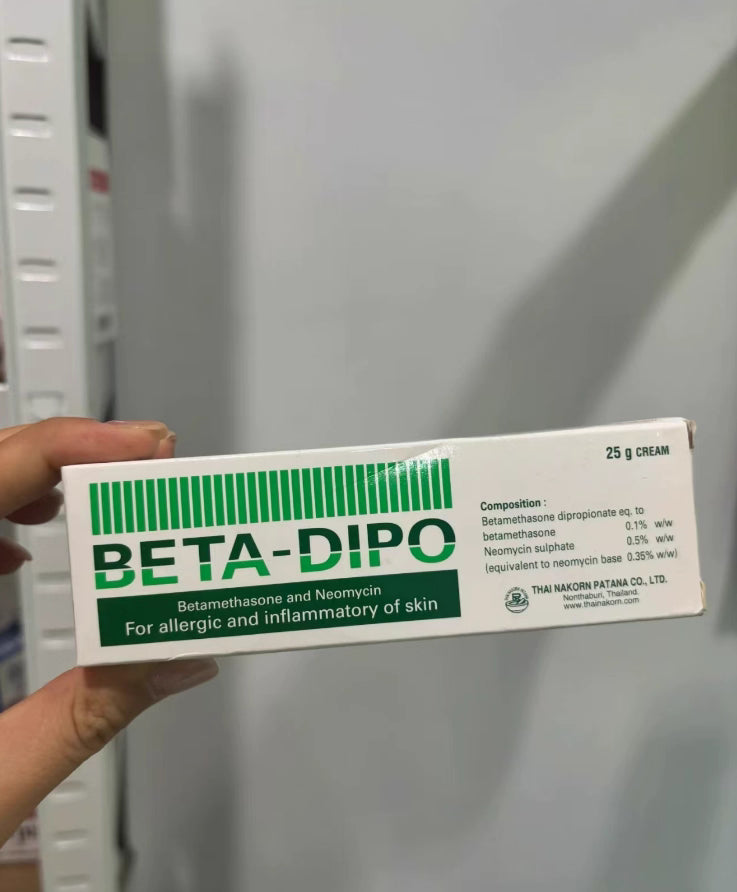 BETA-DIPO
Betamethasone and Neomycin
For allergic and inflammatory of skin
25 g CREAM
Composition :
Betamethasone dipropionate eq. to
betamethasone 0.1% w/w
Neomycin sulphate 0.5% w/w
(equivalent to neomycin base 0.35% w/w)
THAI NAKORN PATANA CO., LTD.
Nonthaburi, Thailand.
www.thainakorn.com